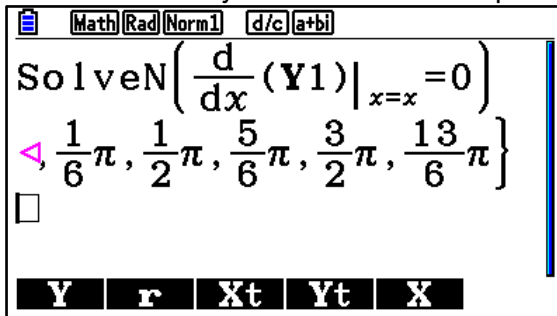 Math Rad Norm1 d/c a+bi
SolveN(d/dx(Y1)|x=x=0)
◁, 1/6π, 1/2π, 5/6π, 3/2π, 13/6π}
Y r Xt Yt X